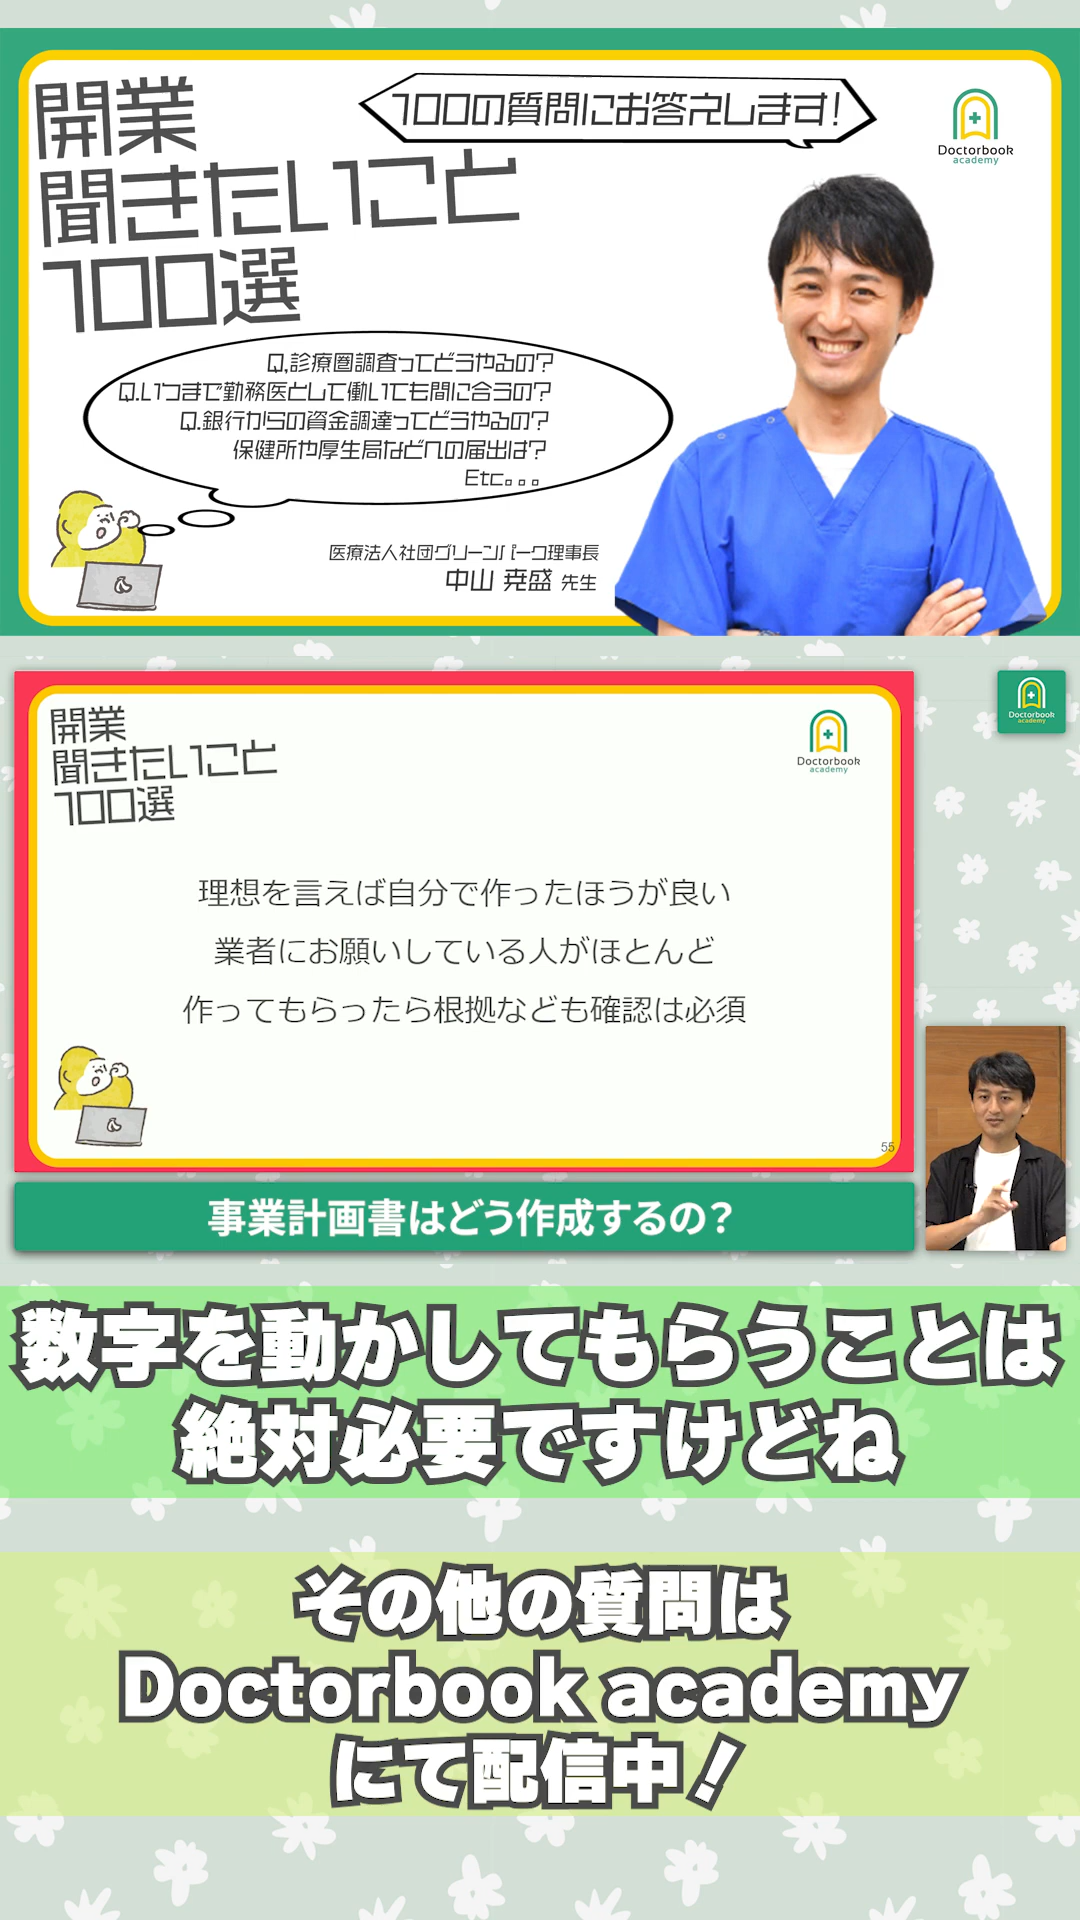 開業
聞きたいこと
100選
100の質問にお答えします！
Doctorbook
academy
Q.診療圏調査ってどうやるの？
Q.いつまで勤務医として働いても間に合うの？
Q.銀行からの資金調達ってどうやるの？
保健所や厚生局などへの届出は？
Etc。。。
医療法人社団グリーンパーク理事長
中山 尭盛 先生
開業
聞きたいこと
100選
Doctorbook
academy
理想を言えば自分で作ったほうが良い
業者にお願いしている人がほとんど
作ってもらったら根拠なども確認は必須
55
Doctorbook
academy
事業計画書はどう作成するの？
数字を動かしてもらうことは
絶対必要ですけどね
その他の質問は
Doctorbook academy
にて配信中！